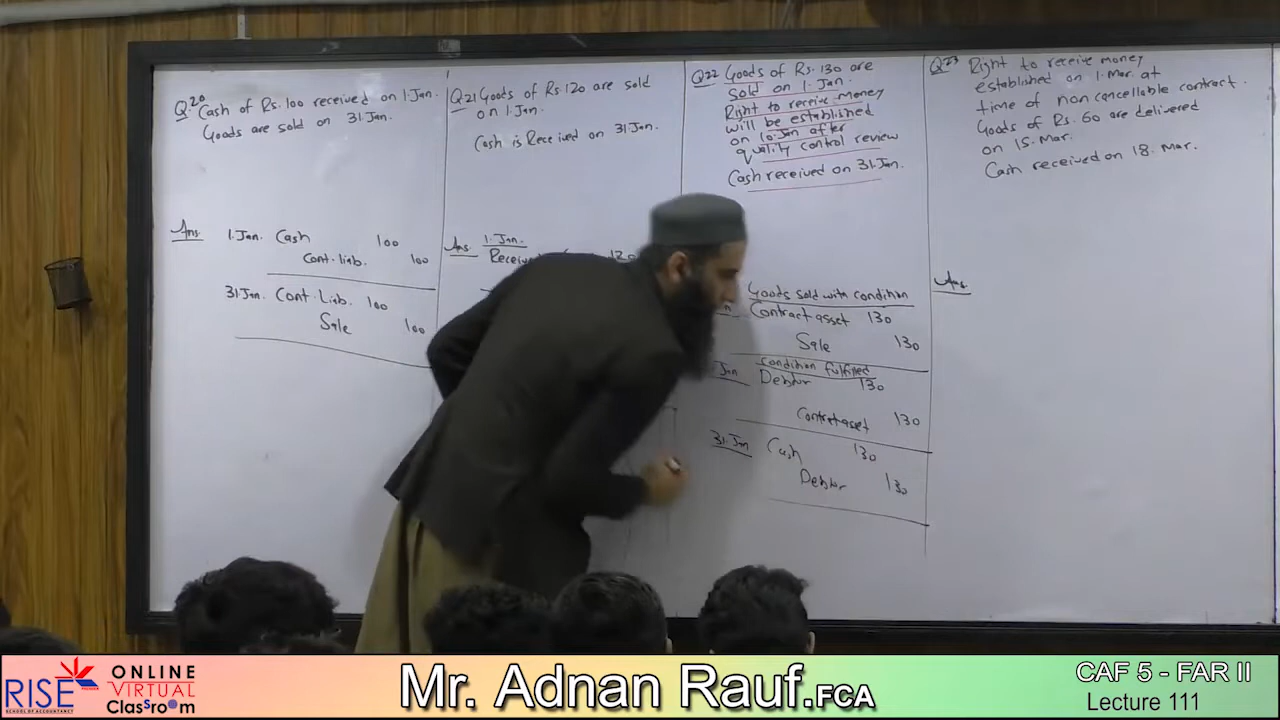 Q20 Cash of Rs.100 received on 1.Jan.
Goods are sold on 31.Jan.
Ans. 1.Jan. Cash 100
Cont. liab. 100
31.Jan. Cont. Liab. 100
Sale 100
Q21 Goods of Rs.120 are sold
on 1.Jan.
Cash is Received on 31.Jan.
Ans. 1.Jan.
120
Q22 Goods of Rs.130 are
sold on 1.Jan.
Right to receive money
will be established
on 10.Jan after
quality control review
Cash received on 31.Jan.
Goods sold with condition
Contract asset 130
Sale 130
condition fulfilled
Jan Debtor 130
Contract asset 130
31.Jan Cash 130
Debtor 130
Q23 Right to receive money
established on 1.Mar. at
time of non cancellable contract.
Goods of Rs.60 are delivered
on 15.Mar.
Cash received on 18.Mar.
Ans.
RISE
SCHOOL OF ACCOUNTANCY
ONLINE
VIRTUAL
Classroom
Mr. Adnan Rauf.FCA
CAF 5 - FAR II
Lecture 111